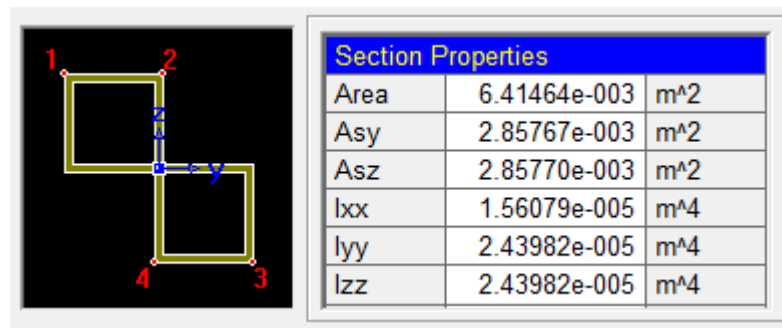 1 2
z
y
4 3
Section Properties
Area 6.41464e-003 m^2
Asy 2.85767e-003 m^2
Asz 2.85770e-003 m^2
Ixx 1.56079e-005 m^4
Iyy 2.43982e-005 m^4
Izz 2.43982e-005 m^4